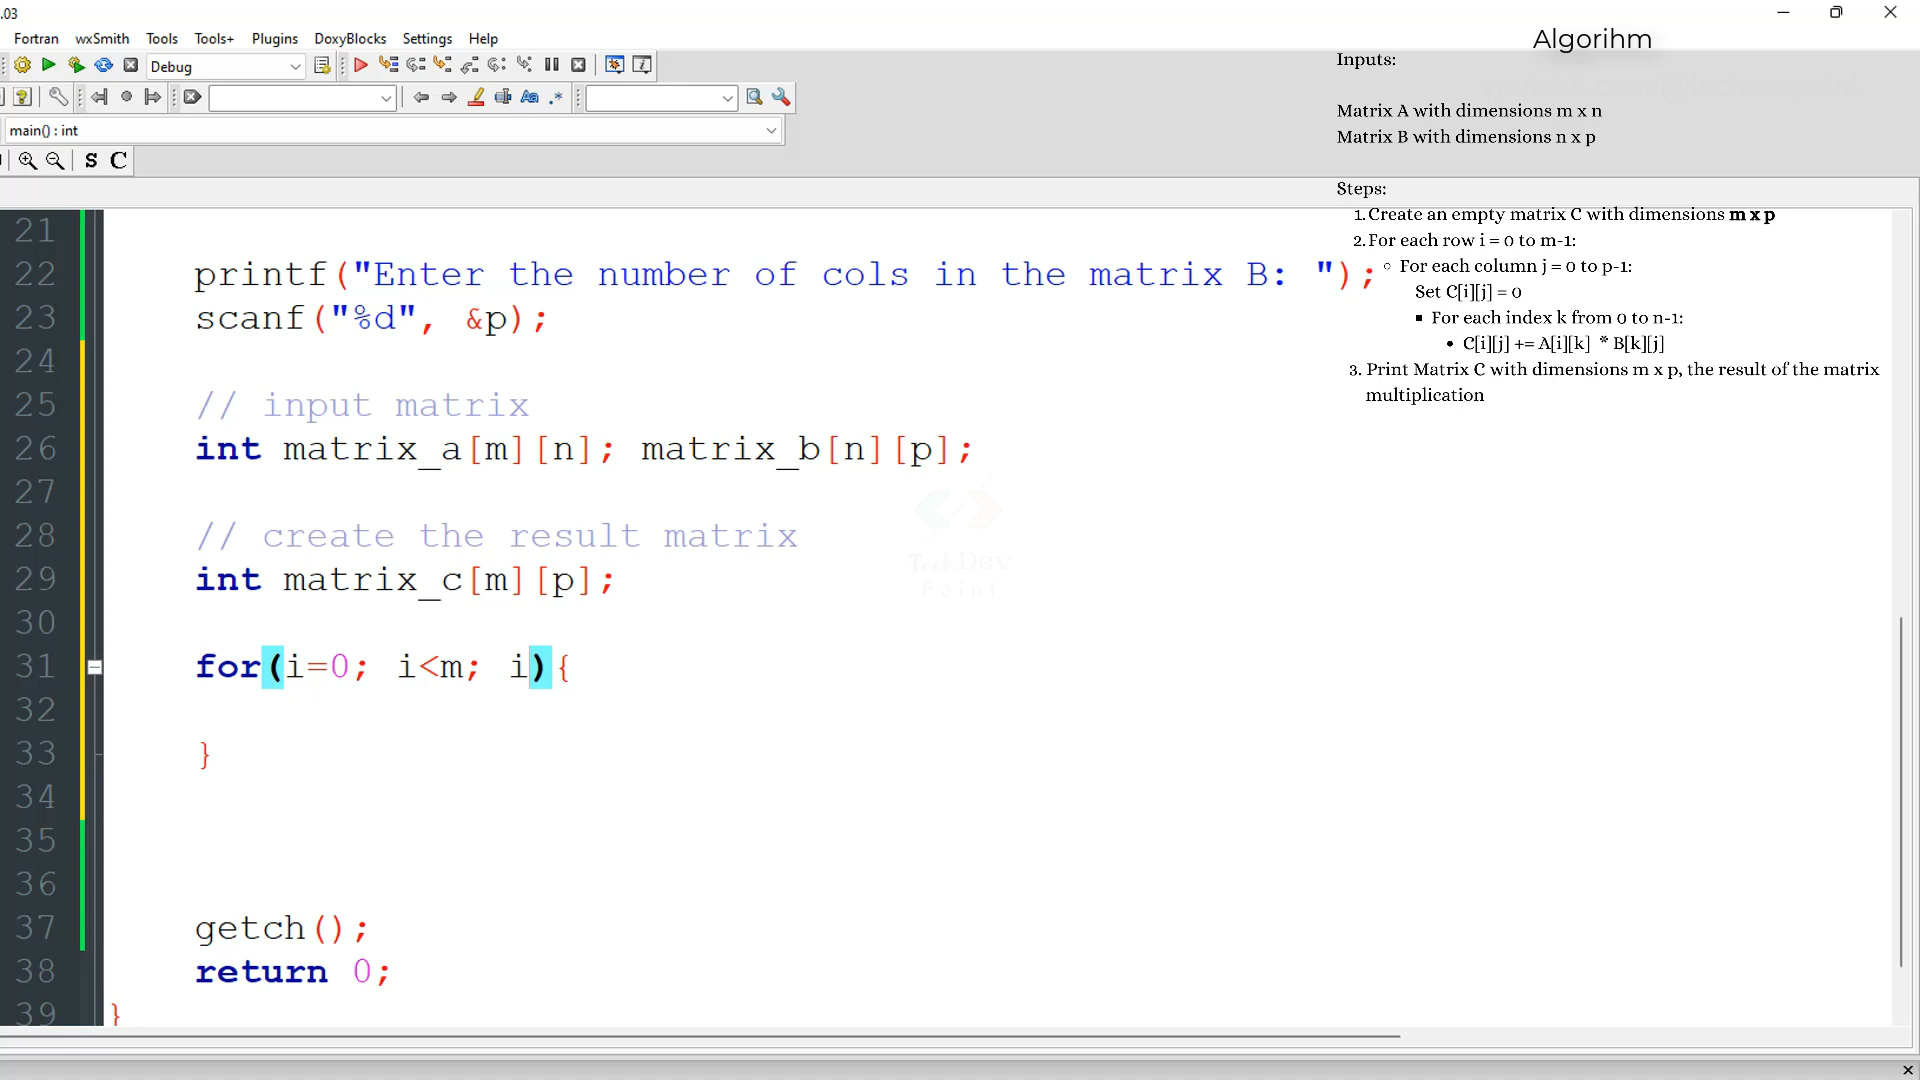 .03
Fortran wxSmith Tools Tools+ Plugins DoxyBlocks Settings Help
Debug
main() : int
S C
21
22 printf("Enter the number of cols in the matrix B: ");
23 scanf("%d", &p);
24
25 // input matrix
26 int matrix_a[m][n]; matrix_b[n][p];
27
28 // create the result matrix
29 int matrix_c[m][p];
30
31 for(i=0; i<m; i){
32
33 }
34
35
36
37 getch();
38 return 0;
39 }
Algorihm
Inputs:
Matrix A with dimensions m x n
Matrix B with dimensions n x p
Steps:
1. Create an empty matrix C with dimensions m x p
2. For each row i = 0 to m-1:
○ For each column j = 0 to p-1:
Set C[i][j] = 0
▪ For each index k from 0 to n-1:
• C[i][j] += A[i][k] * B[k][j]
3. Print Matrix C with dimensions m x p, the result of the matrix
multiplication
TechDev
Point